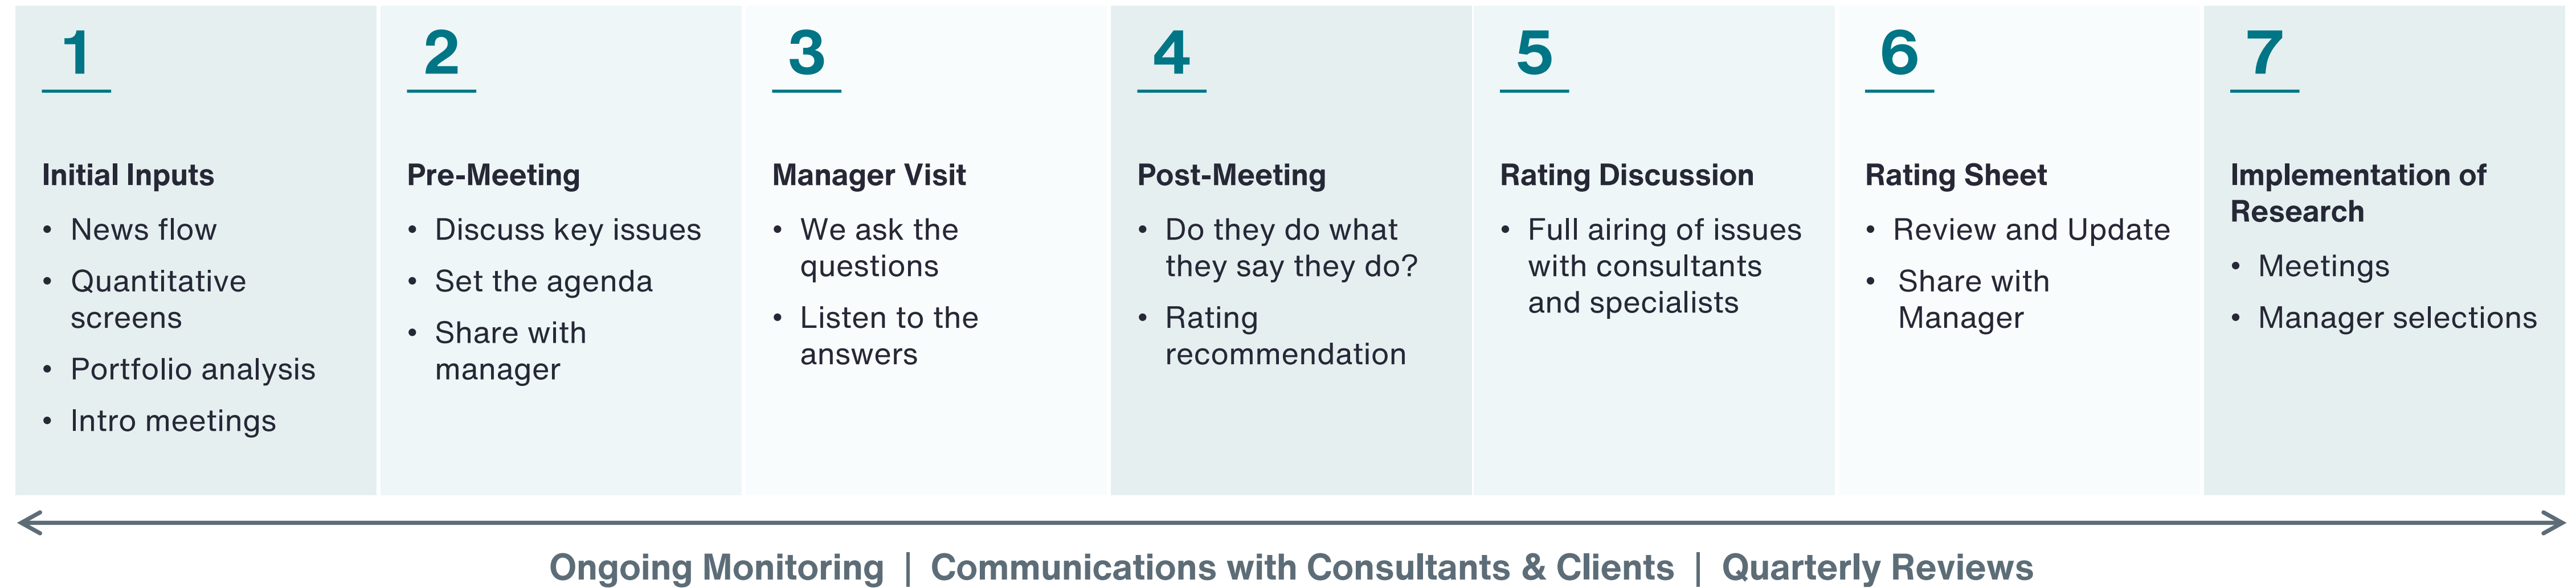 1
Initial Inputs
• News flow
• Quantitative
screens
• Portfolio analysis
• Intro meetings
2
Pre-Meeting
• Discuss key issues
• Set the agenda
• Share with
manager
3
Manager Visit
• We ask the
questions
• Listen to the
answers
4
Post-Meeting
• Do they do what
they say they do?
• Rating
recommendation
5
Rating Discussion
• Full airing of issues
with consultants
and specialists
6
Rating Sheet
• Review and Update
• Share with
Manager
7
Implementation of
Research
• Meetings
• Manager selections
Ongoing Monitoring | Communications with Consultants & Clients | Quarterly Reviews